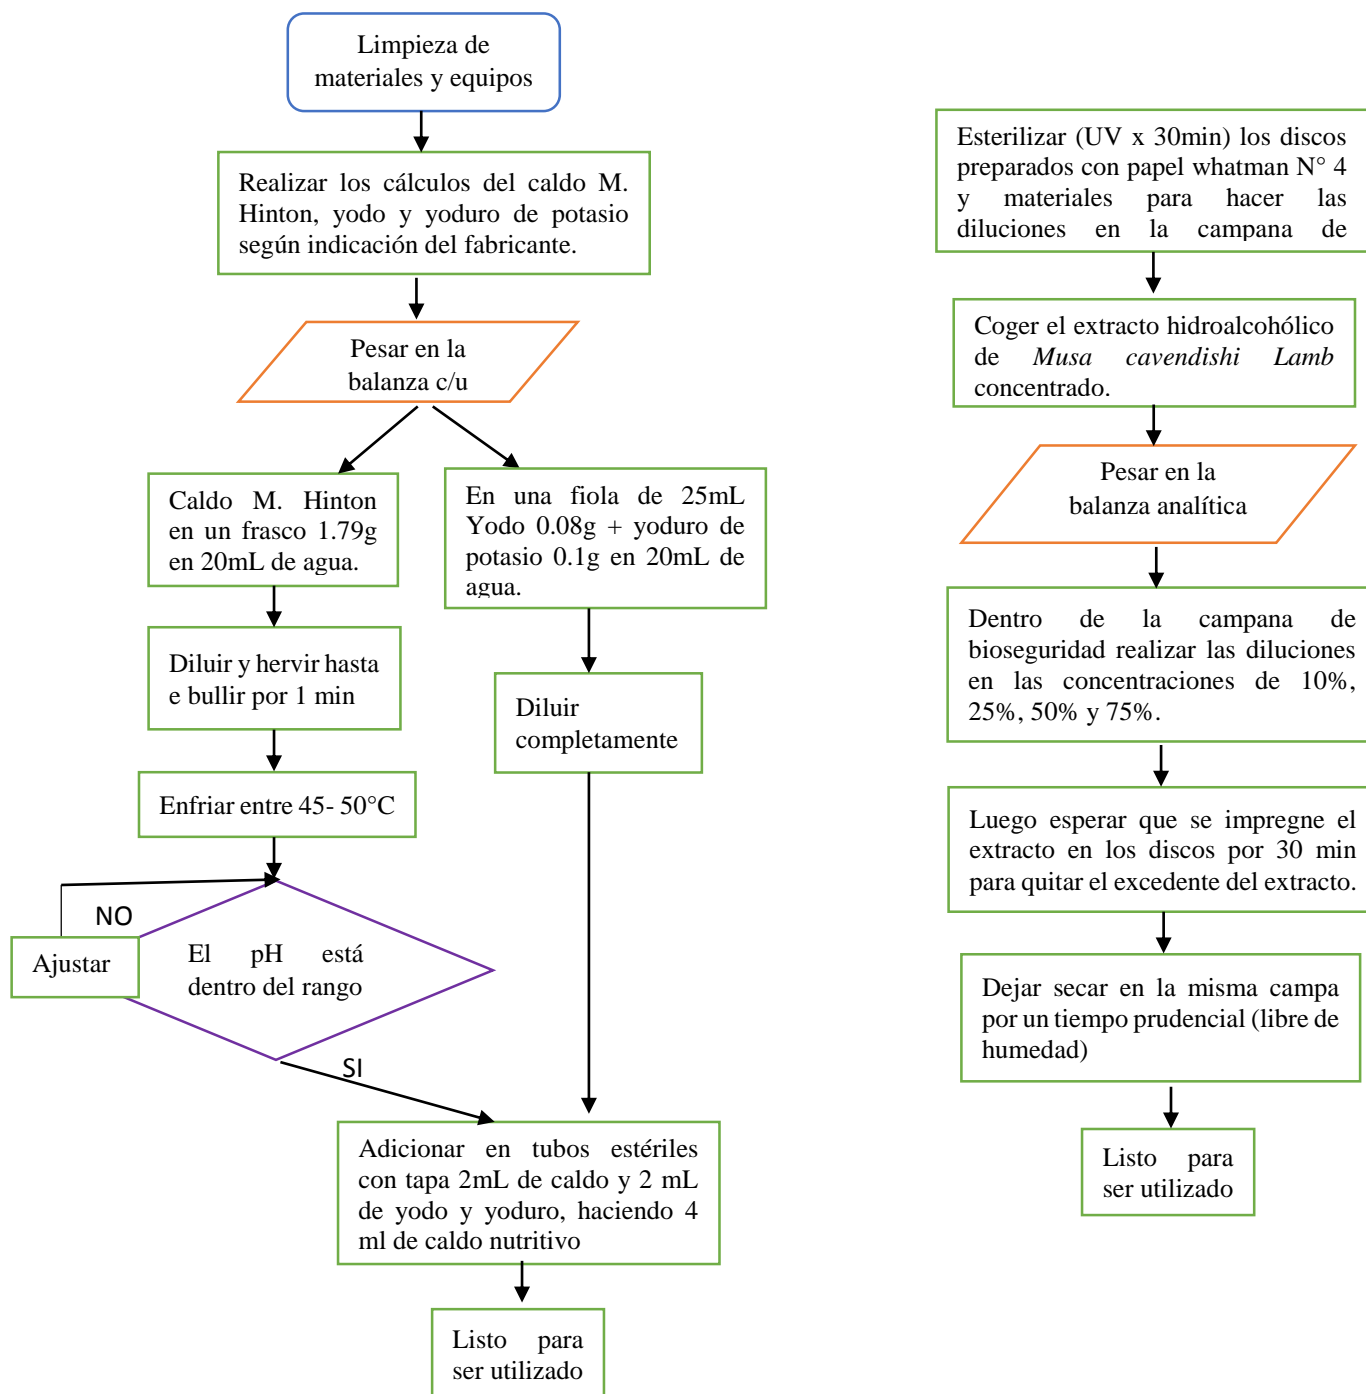 Limpieza de
materiales y equipos
Realizar los cálculos del caldo M.
Hinton, yodo y yoduro de potasio
según indicación del fabricante.
Pesar en la
balanza c/u
Caldo M. Hinton
en un frasco 1.79g
en 20mL de agua.
En una fiola de 25mL
Yodo 0.08g + yoduro de
potasio 0.1g en 20mL de
agua.
Diluir y hervir hasta
e bullir por 1 min
Diluir
completamente
Enfriar entre 45- 50°C
NO
Ajustar
El pH está
dentro del rango
SI
Adicionar en tubos estériles
con tapa 2mL de caldo y 2 mL
de yodo y yoduro, haciendo 4
ml de caldo nutritivo
Listo para
ser utilizado
Esterilizar (UV x 30min) los discos
preparados con papel whatman N° 4
y materiales para hacer las
diluciones en la campana de
Coger el extracto hidroalcohólico
de Musa cavendishi Lamb
concentrado.
Pesar en la
balanza analítica
Dentro de la campana de
bioseguridad realizar las diluciones
en las concentraciones de 10%,
25%, 50% y 75%.
Luego esperar que se impregne el
extracto en los discos por 30 min
para quitar el excedente del extracto.
Dejar secar en la misma campa
por un tiempo prudencial (libre de
humedad)
Listo para
ser utilizado